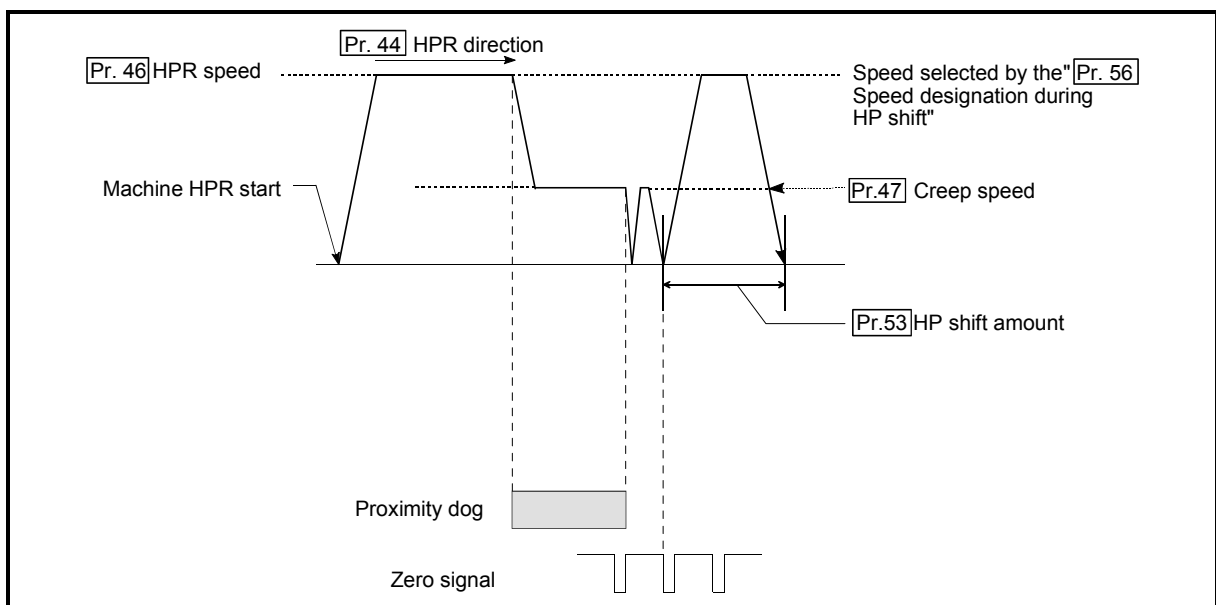 Pr. 44 HPR direction
Pr. 46 HPR speed
Speed selected by the" Pr. 56
Speed designation during
HP shift"
Machine HPR start
Pr.47 Creep speed
Pr.53 HP shift amount
Proximity dog
Zero signal